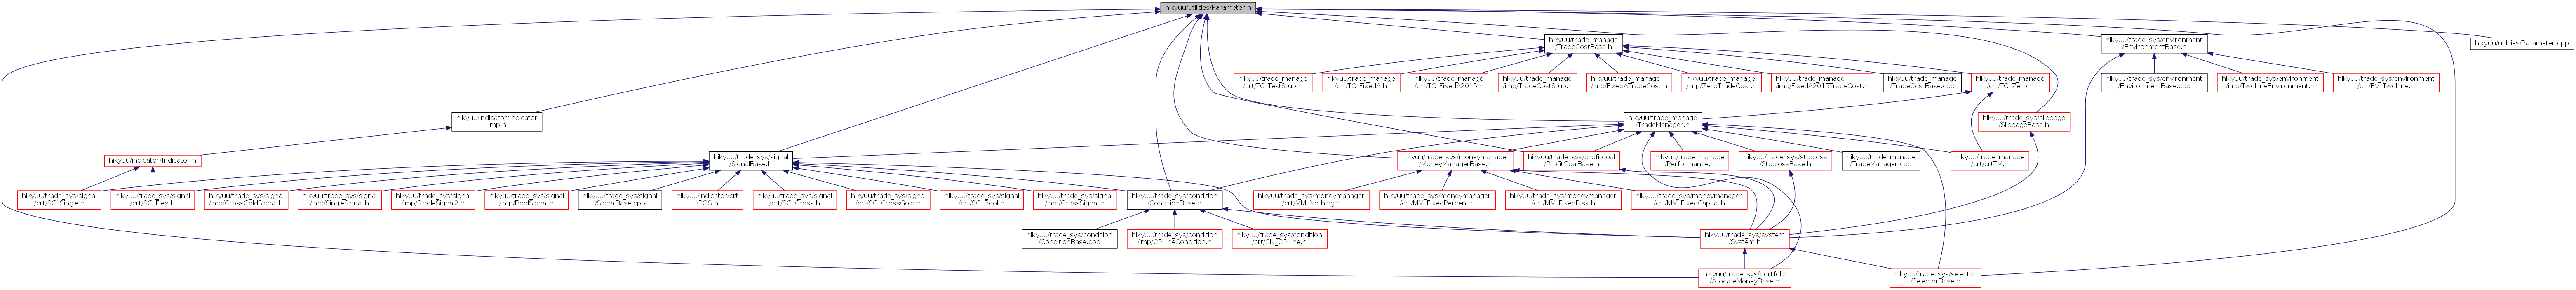 hikyuu/utilities/Parameter.h
hikyuu/trade_manage
/TradeCostBase.h
hikyuu/trade_sys/environment
/EnvironmentBase.h
hikyuu/utilities/Parameter.cpp
hikyuu/trade_manage
/crt/TC_TestStub.h
hikyuu/trade_manage
/crt/TC_FixedA.h
hikyuu/trade_manage
/crt/TC_FixedA2015.h
hikyuu/trade_manage
/imp/TradeCostStub.h
hikyuu/trade_manage
/imp/FixedATradeCost.h
hikyuu/trade_manage
/imp/ZeroTradeCost.h
hikyuu/trade_manage
/imp/FixedA2015TradeCost.h
hikyuu/trade_manage
/TradeCostBase.cpp
hikyuu/trade_manage
/crt/TC_Zero.h
hikyuu/trade_sys/environment
/EnvironmentBase.cpp
hikyuu/trade_sys/environment
/imp/TwoLineEnvironment.h
hikyuu/trade_sys/environment
/crt/EV_TwoLine.h
hikyuu/indicator/Indicator
Imp.h
hikyuu/trade_manage
/TradeManager.h
hikyuu/trade_sys/slippage
/SlippageBase.h
hikyuu/indicator/Indicator.h
hikyuu/trade_sys/signal
/SignalBase.h
hikyuu/trade_sys/moneymanager
/MoneyManagerBase.h
hikyuu/trade_sys/profitgoal
/ProfitGoalBase.h
hikyuu/trade_manage
/Performance.h
hikyuu/trade_sys/stoploss
/StoplossBase.h
hikyuu/trade_manage
/TradeManager.cpp
hikyuu/trade_manage
/crt/crtTM.h
hikyuu/trade_sys/signal
/crt/SG_Single.h
hikyuu/trade_sys/signal
/crt/SG_Flex.h
hikyuu/trade_sys/signal
/imp/CrossGoldSignal.h
hikyuu/trade_sys/signal
/imp/SingleSignal.h
hikyuu/trade_sys/signal
/imp/SingleSignal2.h
hikyuu/trade_sys/signal
/imp/BoolSignal.h
hikyuu/trade_sys/signal
/SignalBase.cpp
hikyuu/indicator/crt
/POS.h
hikyuu/trade_sys/signal
/crt/SG_Cross.h
hikyuu/trade_sys/signal
/crt/SG_CrossGold.h
hikyuu/trade_sys/signal
/crt/SG_Bool.h
hikyuu/trade_sys/signal
/imp/CrossSignal.h
hikyuu/trade_sys/condition
/ConditionBase.h
hikyuu/trade_sys/moneymanager
/crt/MM_Nothing.h
hikyuu/trade_sys/moneymanager
/crt/MM_FixedPercent.h
hikyuu/trade_sys/moneymanager
/crt/MM_FixedRisk.h
hikyuu/trade_sys/moneymanager
/crt/MM_FixedCapital.h
hikyuu/trade_sys/condition
/ConditionBase.cpp
hikyuu/trade_sys/condition
/imp/OPLineCondition.h
hikyuu/trade_sys/condition
/crt/CN_OPLine.h
hikyuu/trade_sys/system
/System.h
hikyuu/trade_sys/portfolio
/AllocateMoneyBase.h
hikyuu/trade_sys/selector
/SelectorBase.h